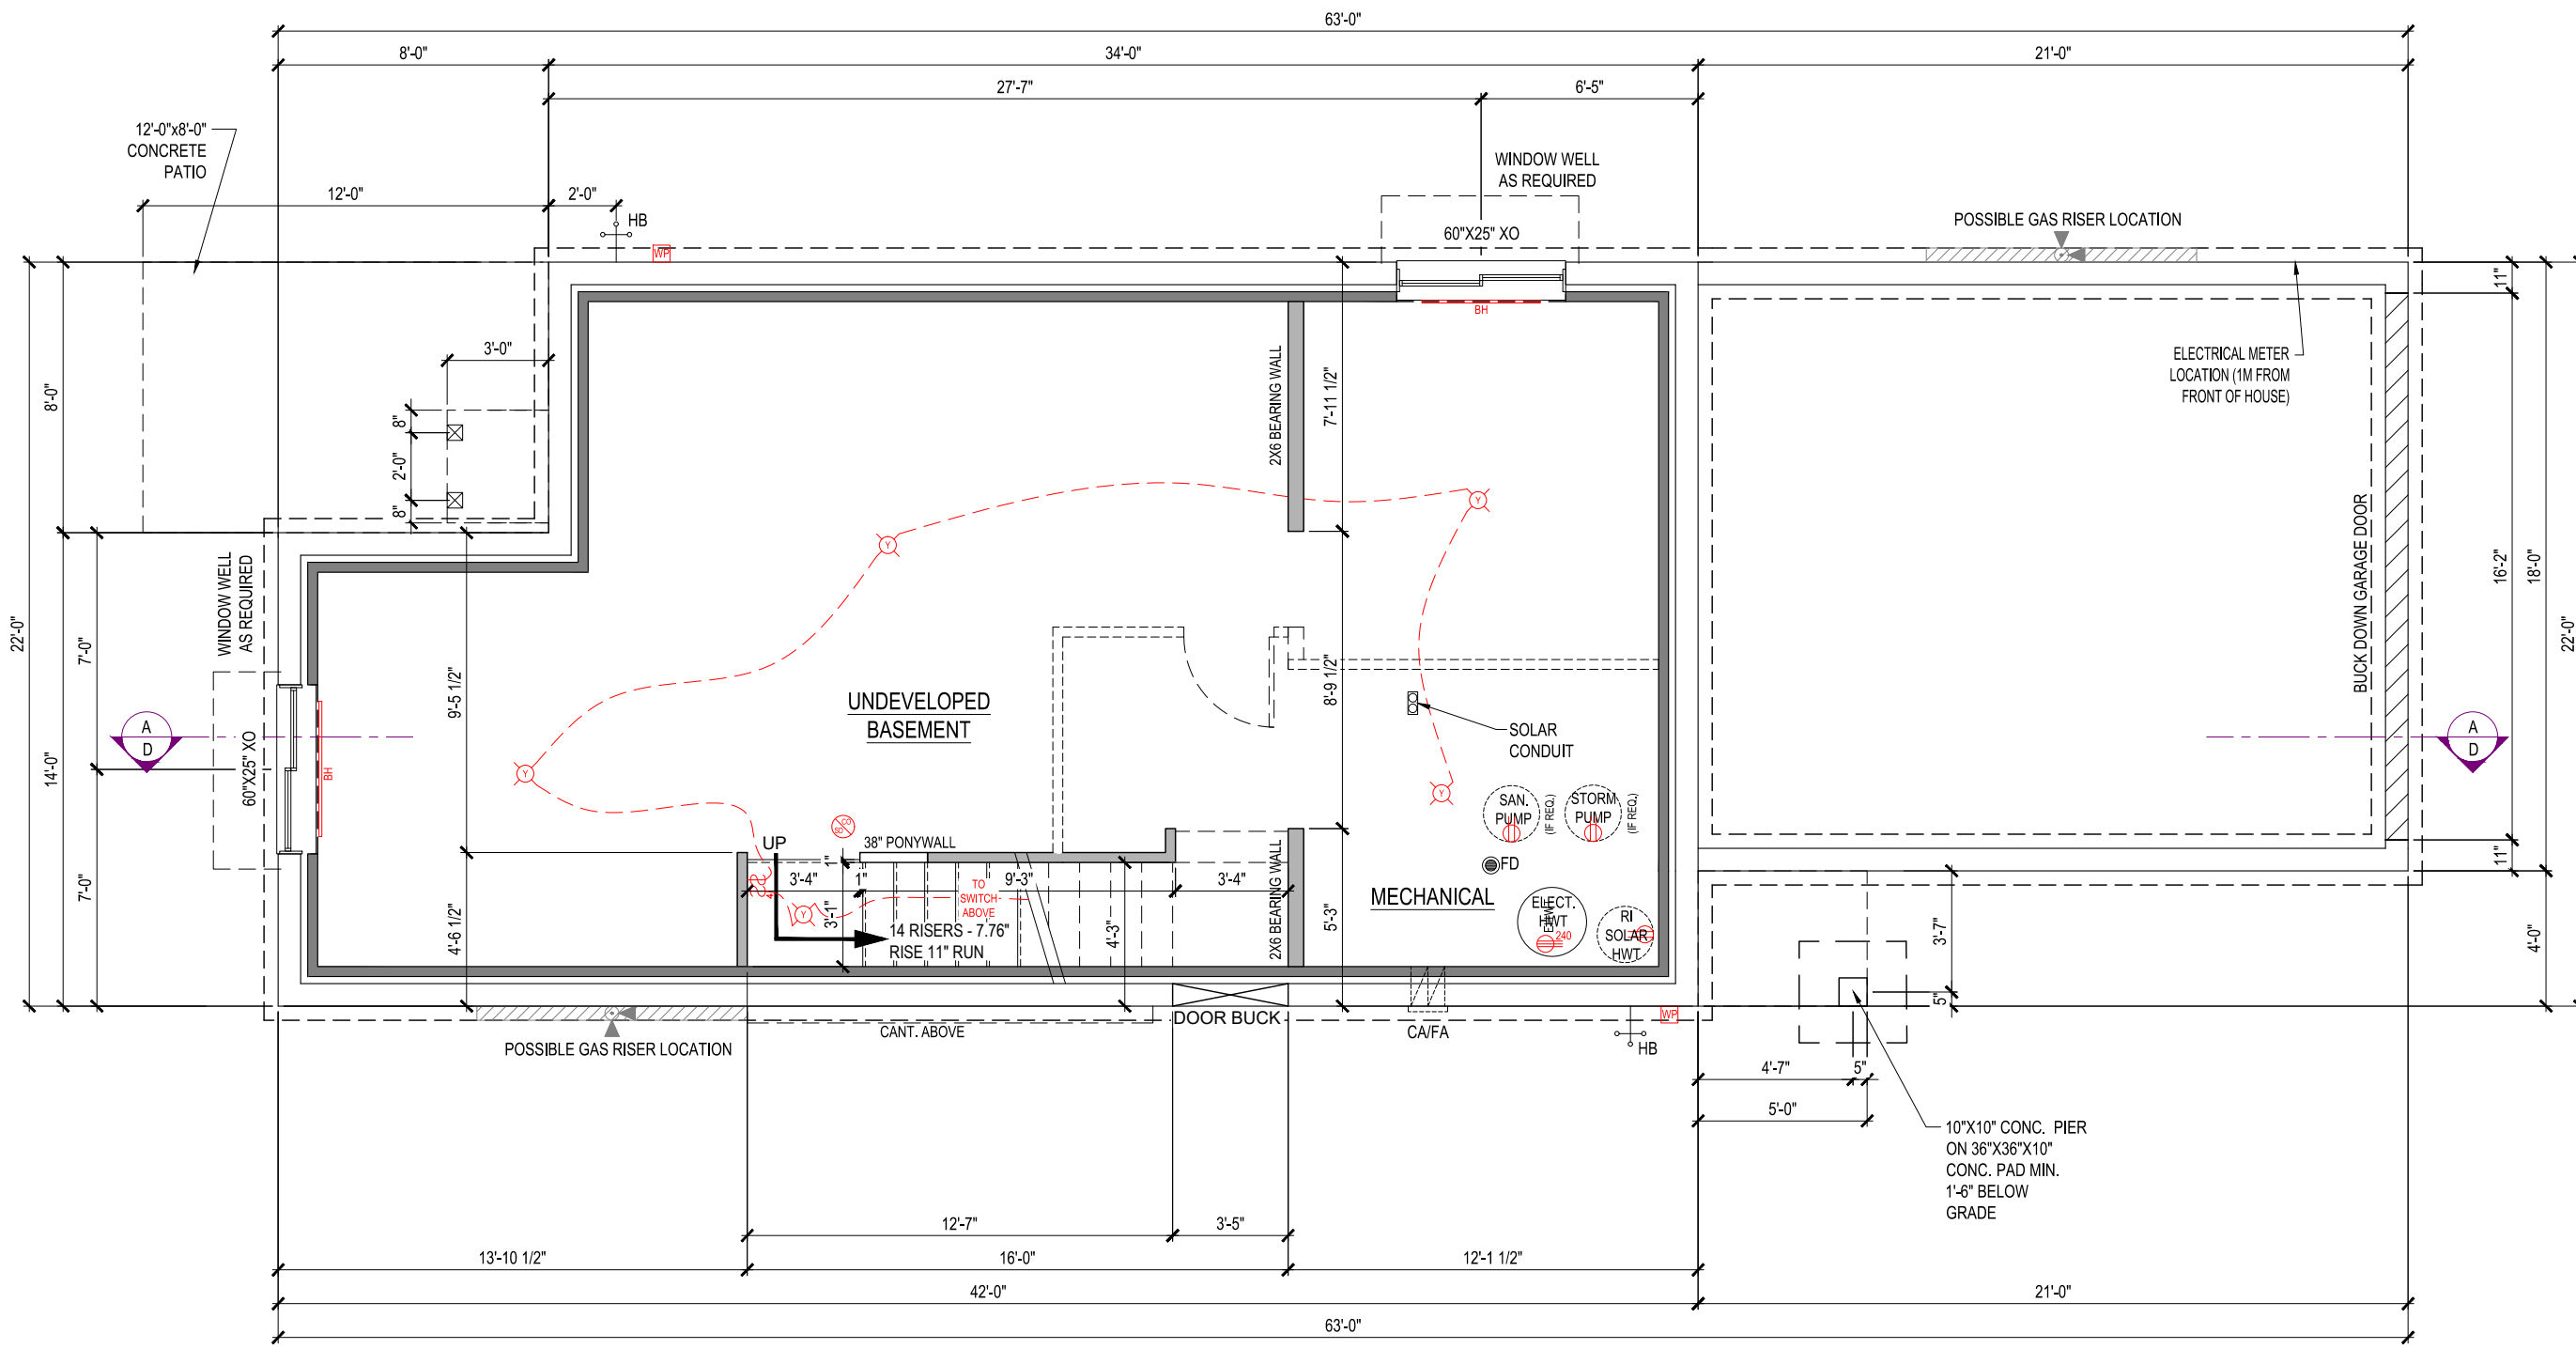 63'-0"
8'-0"
34'-0"
21'-0"
27'-7"
6'-5"
12'-0"x8'-0"
CONCRETE
PATIO
12'-0"
2'-0"
HB
WP
WINDOW WELL
AS REQUIRED
60"X25" XO
BH
POSSIBLE GAS RISER LOCATION
ELECTRICAL METER
LOCATION (1M FROM
FRONT OF HOUSE)
11"
16'-2"
18'-0"
22'-0"
11"
4'-0"
BUCK DOWN GARAGE DOOR
3'-0"
8"
2'-0"
8"
8'-0"
22'-0"
14'-0"
7'-0"
7'-0"
WINDOW WELL
AS REQUIRED
60"X25" XO
BH
A
D
A
D
9'-5 1/2"
4'-6 1/2"
2X6 BEARING WALL
7'-11 1/2"
8'-9 1/2"
5'-3"
2X6 BEARING WALL
Y
Y
Y
Y
Y
UNDEVELOPED
BASEMENT
SOLAR
CONDUIT
SAN.
PUMP
(IF REQ.)
STORM
PUMP
(IF REQ.)
FD
MECHANICAL
ELECT.
HWT
EHWT
240
RI
SOLAR
HWT
UP
CO
SD
38" PONYWALL
1"
3'-4"
1"
9'-3"
3'-4"
3'-1"
4'-3"
TO
SWITCH
ABOVE
14 RISERS - 7.76"
RISE 11" RUN
POSSIBLE GAS RISER LOCATION
CANT. ABOVE
DOOR BUCK
CA/FA
WP
HB
3'-7"
5"
4'-7"
5"
5'-0"
10"X10" CONC. PIER
ON 36"X36"X10"
CONC. PAD MIN.
1'-6" BELOW
GRADE
12'-7"
3'-5"
13'-10 1/2"
16'-0"
12'-1 1/2"
42'-0"
21'-0"
63'-0"